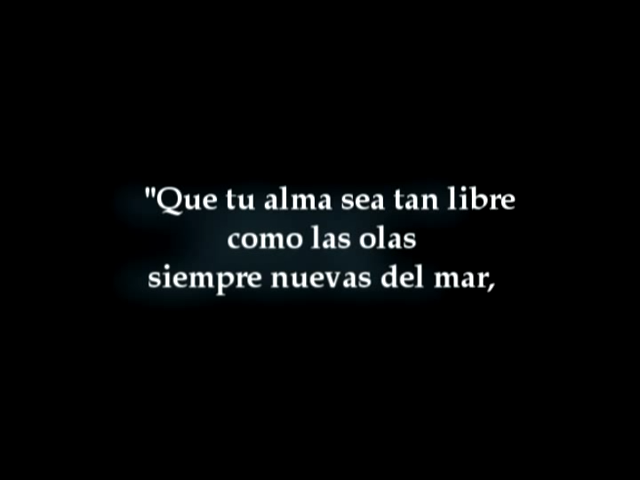 "Que tu alma sea tan libre
como las olas
siempre nuevas del mar,